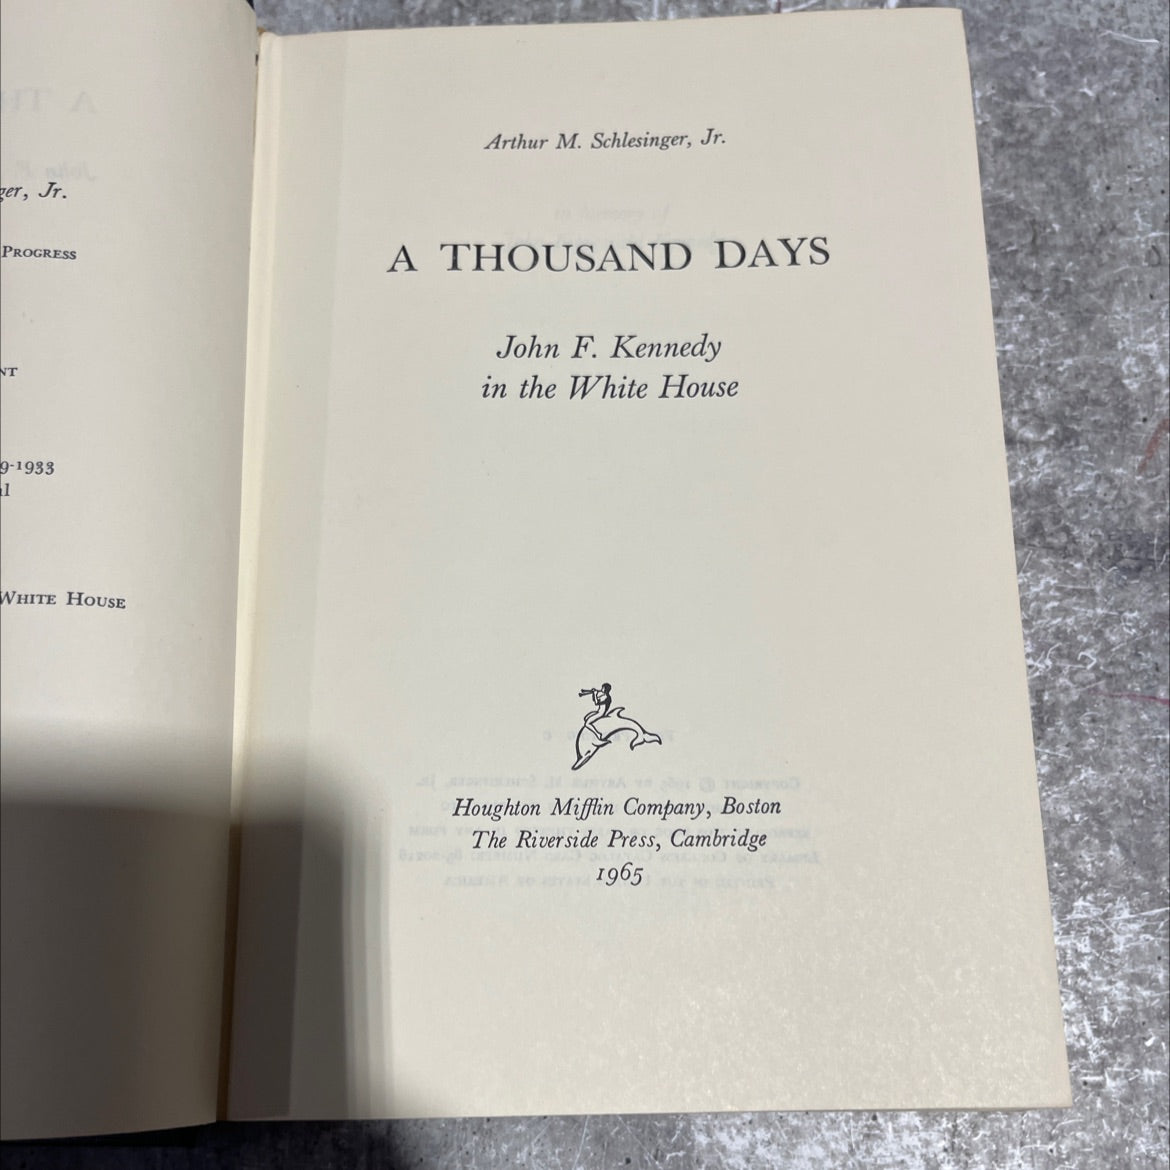 ger, Jr.
PROGRESS
NT
9-1933
al
WHITE HOUSE
Arthur M. Schlesinger, Jr.
A THOUSAND DAYS
John F. Kennedy
in the White House
Houghton Mifflin Company, Boston
The Riverside Press, Cambridge
1965